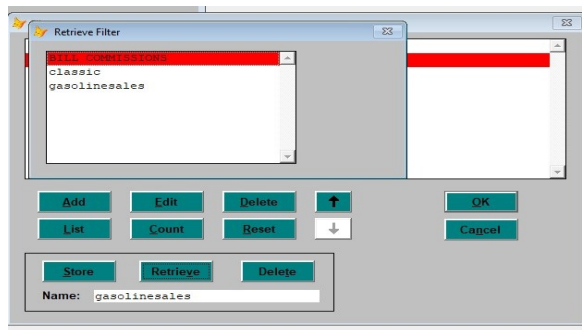 Retrieve Filter
BILL COMMISSIONS
classic
gasolinesales
Add Edit Delete OK
List Count Reset Cancel
Store Retrieve Delete
Name: gasolinesales